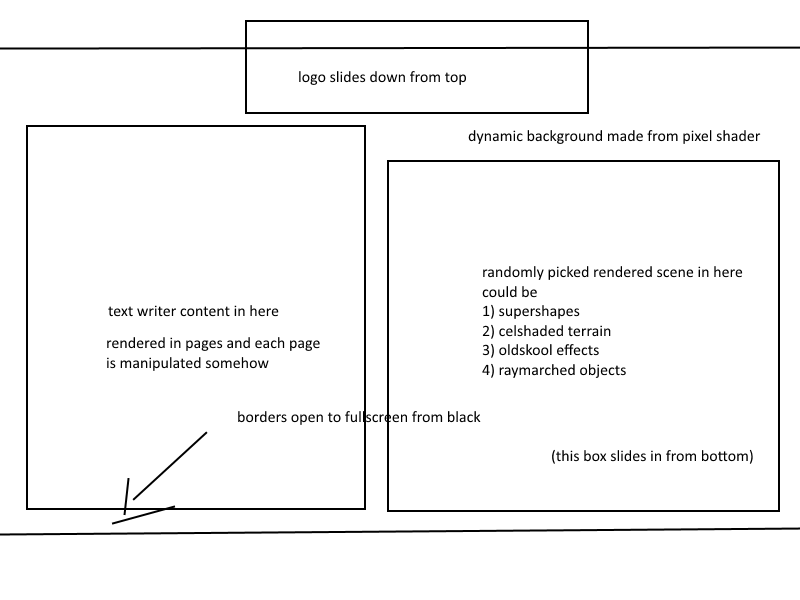 logo slides down from top
dynamic background made from pixel shader
randomly picked rendered scene in here
could be
1) supershapes
2) celshaded terrain
3) oldskool effects
4) raymarched objects
text writer content in here
rendered in pages and each page
is manipulated somehow
borders open to fullscreen from black
(this box slides in from bottom)